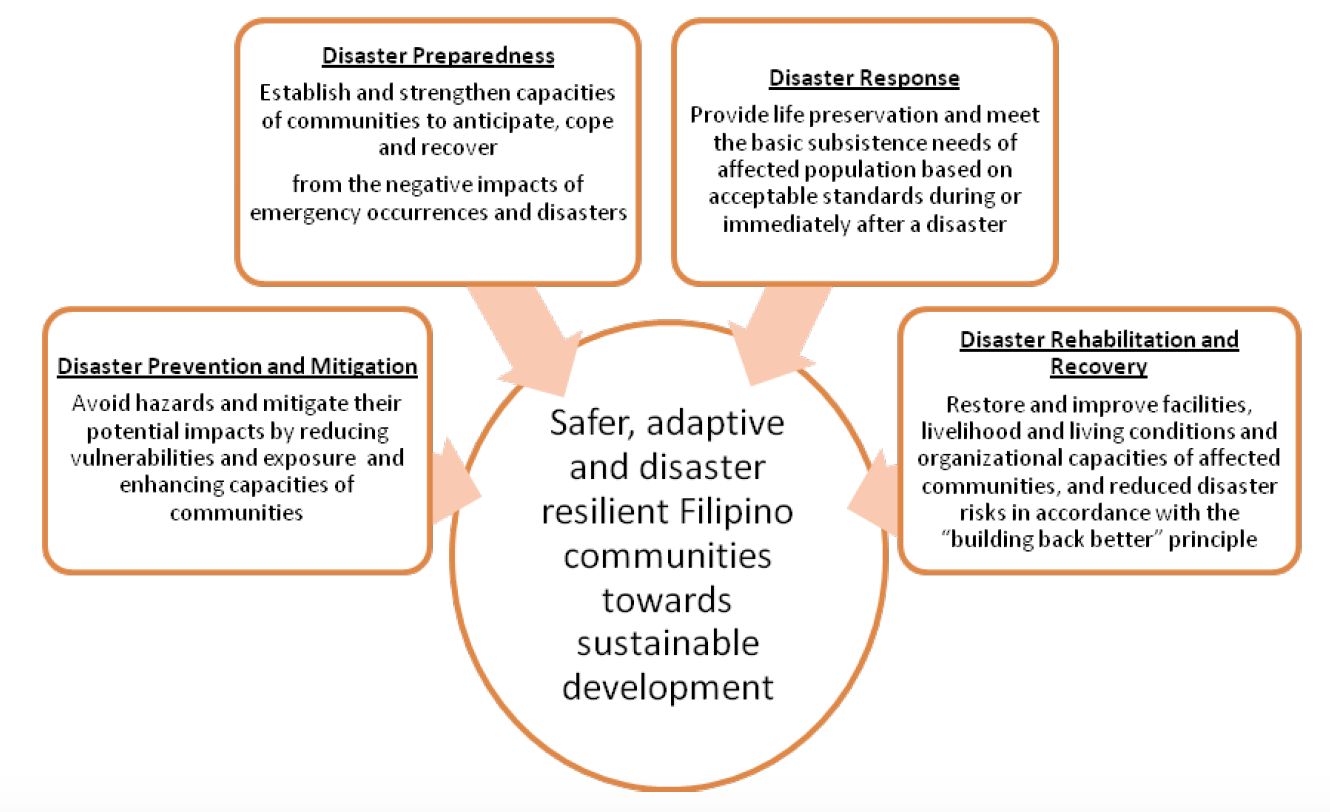 Disaster Preparedness
Establish and strengthen capacities
of communities to anticipate, cope
and recover
from the negative impacts of
emergency occurrences and disasters
Disaster Response
Provide life preservation and meet
the basic subsistence needs of
affected population based on
acceptable standards during or
immediately after a disaster
Disaster Prevention and Mitigation
Avoid hazards and mitigate their
potential impacts by reducing
vulnerabilities and exposure and
enhancing capacities of
communities
Disaster Rehabilitation and
Recovery
Restore and improve facilities,
livelihood and living conditions and
organizational capacities of affected
communities, and reduced disaster
risks in accordance with the
“building back better” principle
Safer, adaptive
and disaster
resilient Filipino
communities
towards
sustainable
development